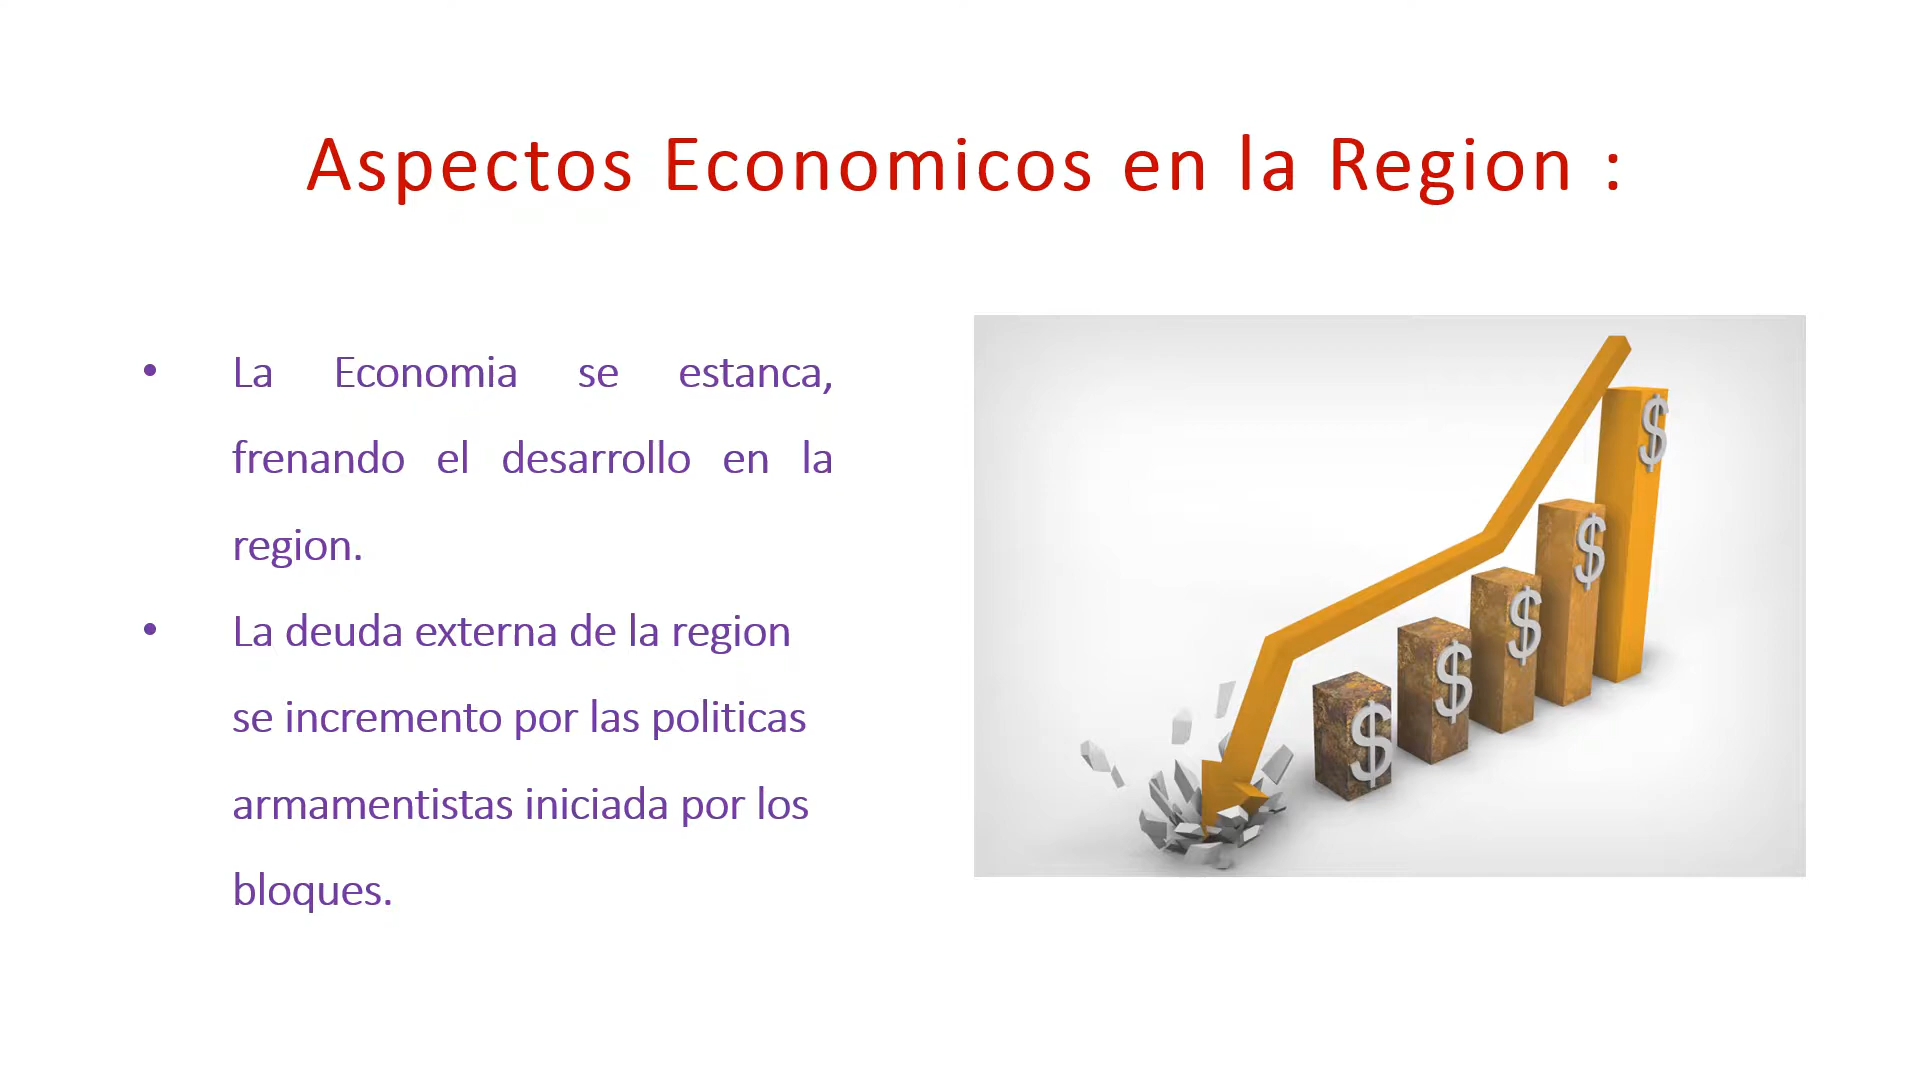 Aspectos Economicos en la Region :
• La Economia se estanca,
frenando el desarrollo en la
region.
• La deuda externa de la region
se incremento por las politicas
armamentistas iniciada por los
bloques.
$
$
$
$
$